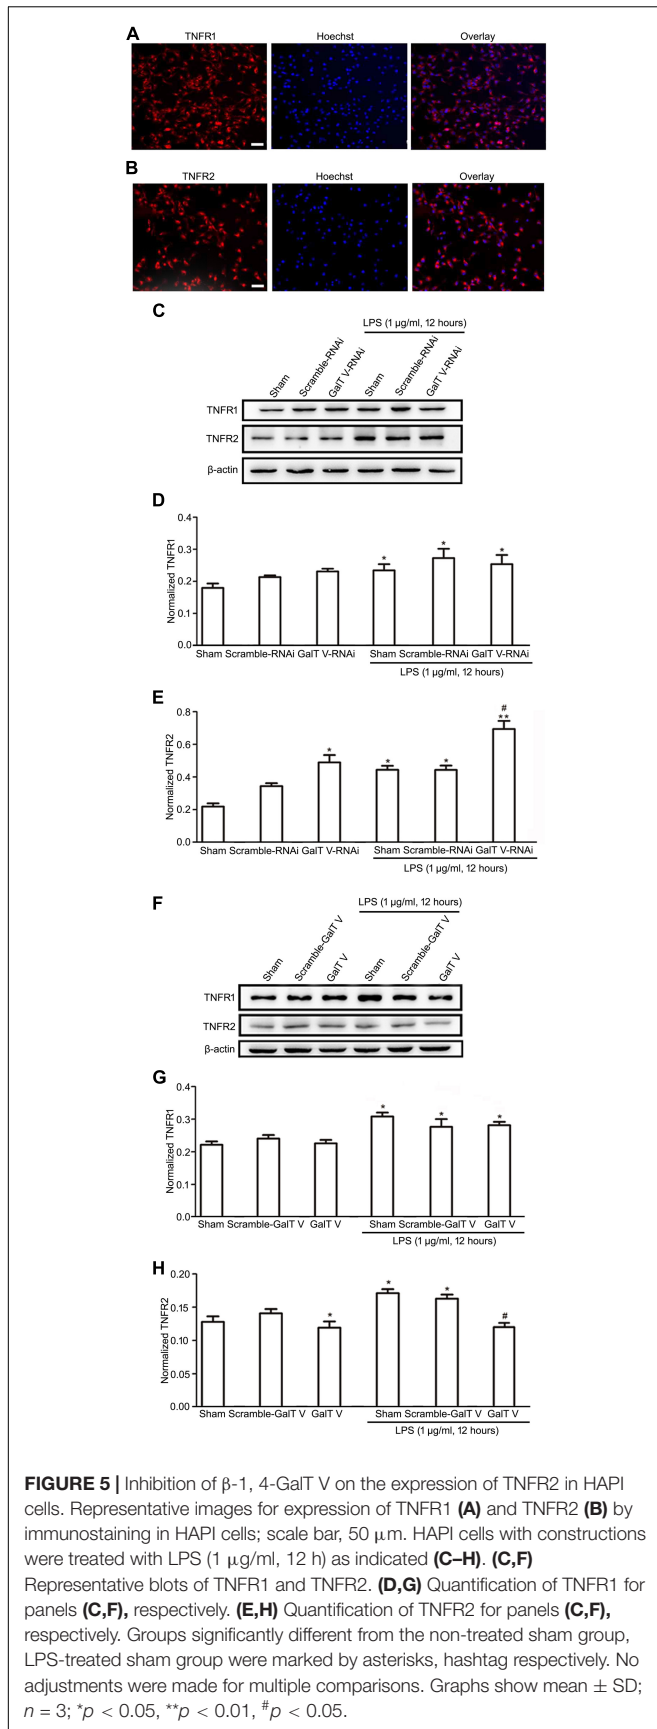 A
TNFR1 Hoechst Overlay
B
TNFR2 Hoechst Overlay
C
LPS (1 µg/ml, 12 hours)
Sham Scramble-RNAi GalT V-RNAi Sham Scramble-RNAi GalT V-RNAi
TNFR1
TNFR2
β-actin
D
Normalized TNFR1
0.4
0.3
0.2
0.1
0.0
* * *
Sham Scramble-RNAi GalT V-RNAi Sham Scramble-RNAi GalT V-RNAi
LPS (1 µg/ml, 12 hours)
E
Normalized TNFR2
0.8
0.6
0.4
0.2
0.0
#
* * * **
Sham Scramble-RNAi GalT V-RNAi Sham Scramble-RNAi GalT V-RNAi
LPS (1 µg/ml, 12 hours)
F
LPS (1 µg/ml, 12 hours)
Sham Scramble-GalT V GalT V Sham Scramble-GalT V GalT V
TNFR1
TNFR2
β-actin
G
Normalized TNFR1
0.4
0.3
0.2
0.1
0.0
* * *
Sham Scramble-GalT V GalT V Sham Scramble-GalT V GalT V
LPS (1 µg/ml, 12 hours)
H
Normalized TNFR2
0.20
0.15
0.10
0.05
0.00
* * * #
Sham Scramble-GalT V GalT V Sham Scramble-GalT V GalT V
LPS (1 µg/ml, 12 hours)
FIGURE 5 | Inhibition of β-1, 4-GalT V on the expression of TNFR2 in HAPI
cells. Representative images for expression of TNFR1 (A) and TNFR2 (B) by
immunostaining in HAPI cells; scale bar, 50 µm. HAPI cells with constructions
were treated with LPS (1 µg/ml, 12 h) as indicated (C–H). (C,F)
Representative blots of TNFR1 and TNFR2. (D,G) Quantification of TNFR1 for
panels (C,F), respectively. (E,H) Quantification of TNFR2 for panels (C,F),
respectively. Groups significantly different from the non-treated sham group,
LPS-treated sham group were marked by asterisks, hashtag respectively. No
adjustments were made for multiple comparisons. Graphs show mean ± SD;
n = 3; *p < 0.05, **p < 0.01, #p < 0.05.